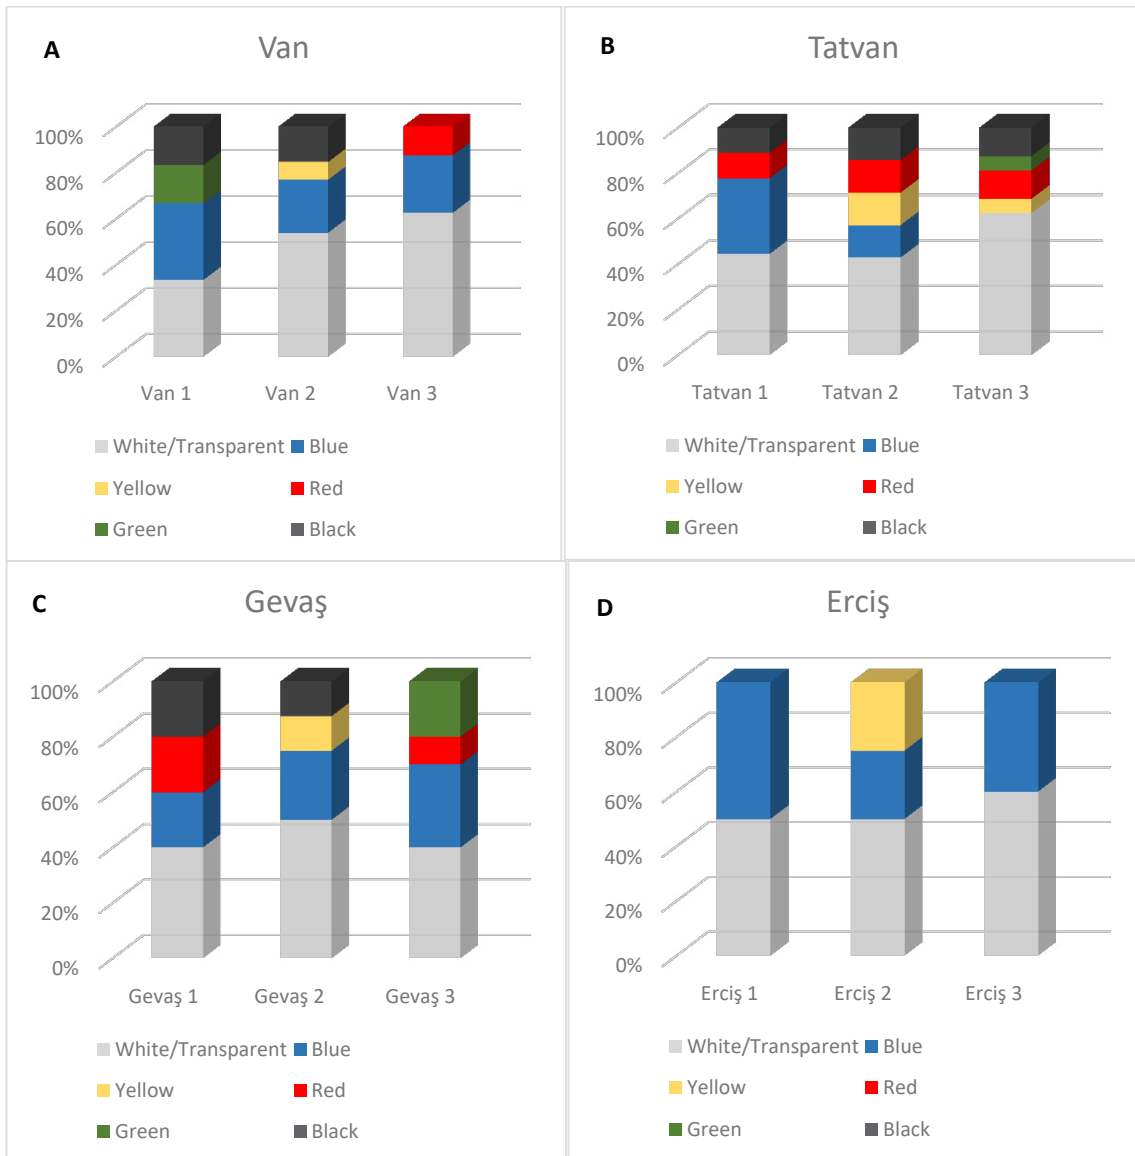 A
Van
100%
80%
60%
40%
20%
0%
Van 1 Van 2 Van 3
White/Transparent Blue
Yellow Red
Green Black
B
Tatvan
100%
80%
60%
40%
20%
0%
Tatvan 1 Tatvan 2 Tatvan 3
White/Transparent Blue
Yellow Red
Green Black
C
Gevaş
100%
80%
60%
40%
20%
0%
Gevaş 1 Gevaş 2 Gevaş 3
White/Transparent Blue
Yellow Red
Green Black
D
Erciş
100%
80%
60%
40%
20%
0%
Erciş 1 Erciş 2 Erciş 3
White/Transparent Blue
Yellow Red
Green Black